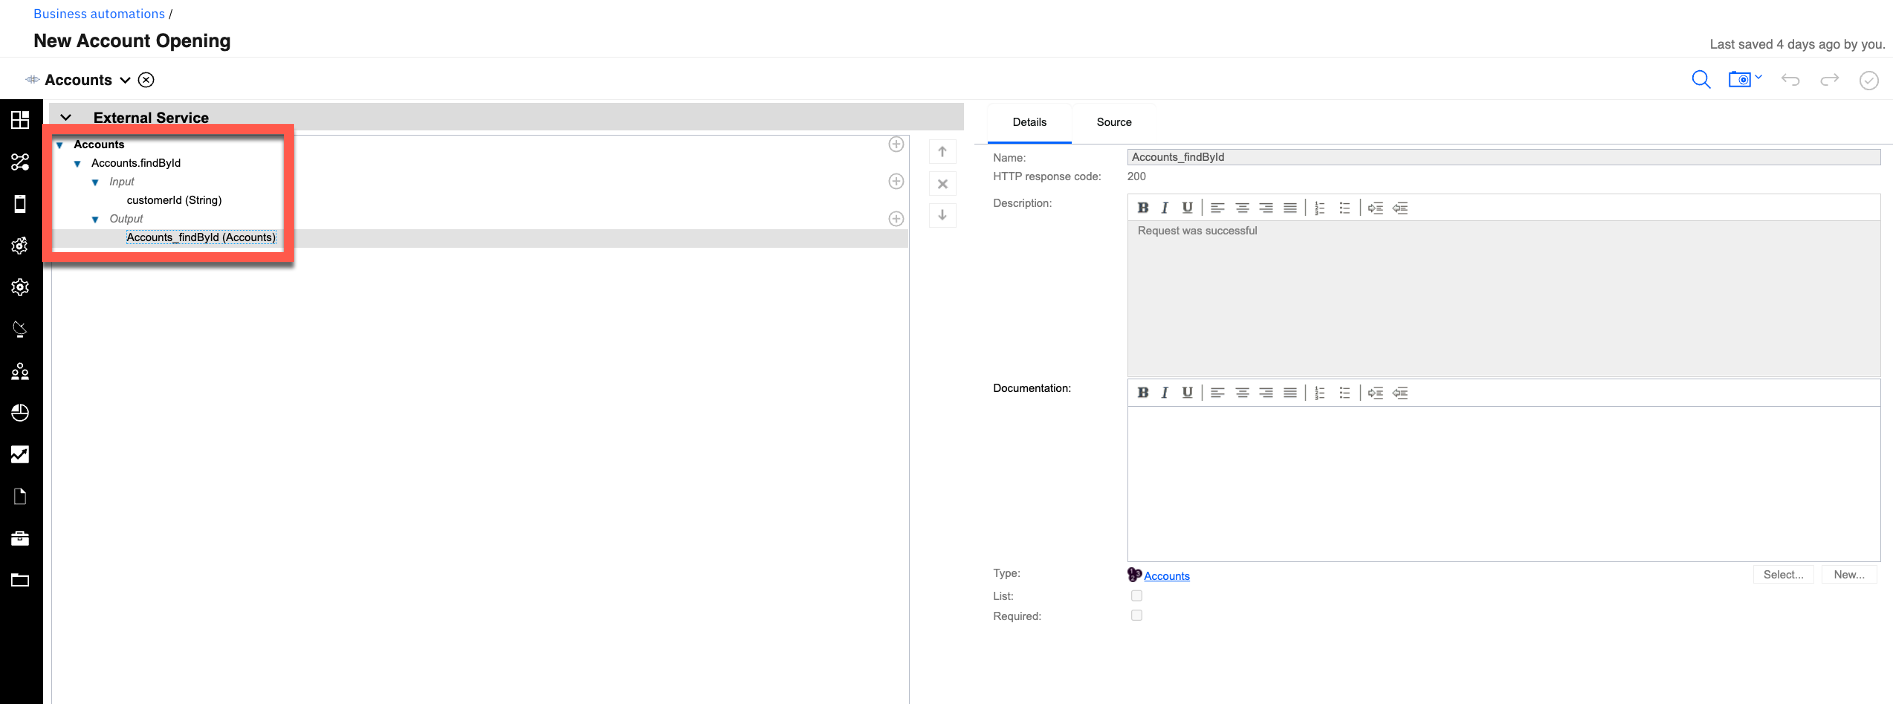 Business automations /
New Account Opening
Last saved 4 days ago by you.
Accounts
External Service
Accounts
Accounts.findById
Input
customerId (String)
Output
Accounts_findById (Accounts)
Details
Source
Name:
Accounts_findById
HTTP response code:
200
Description:
B I U
Request was successful
Documentation:
B I U
Type:
Accounts
Select...
New...
List:
Required: